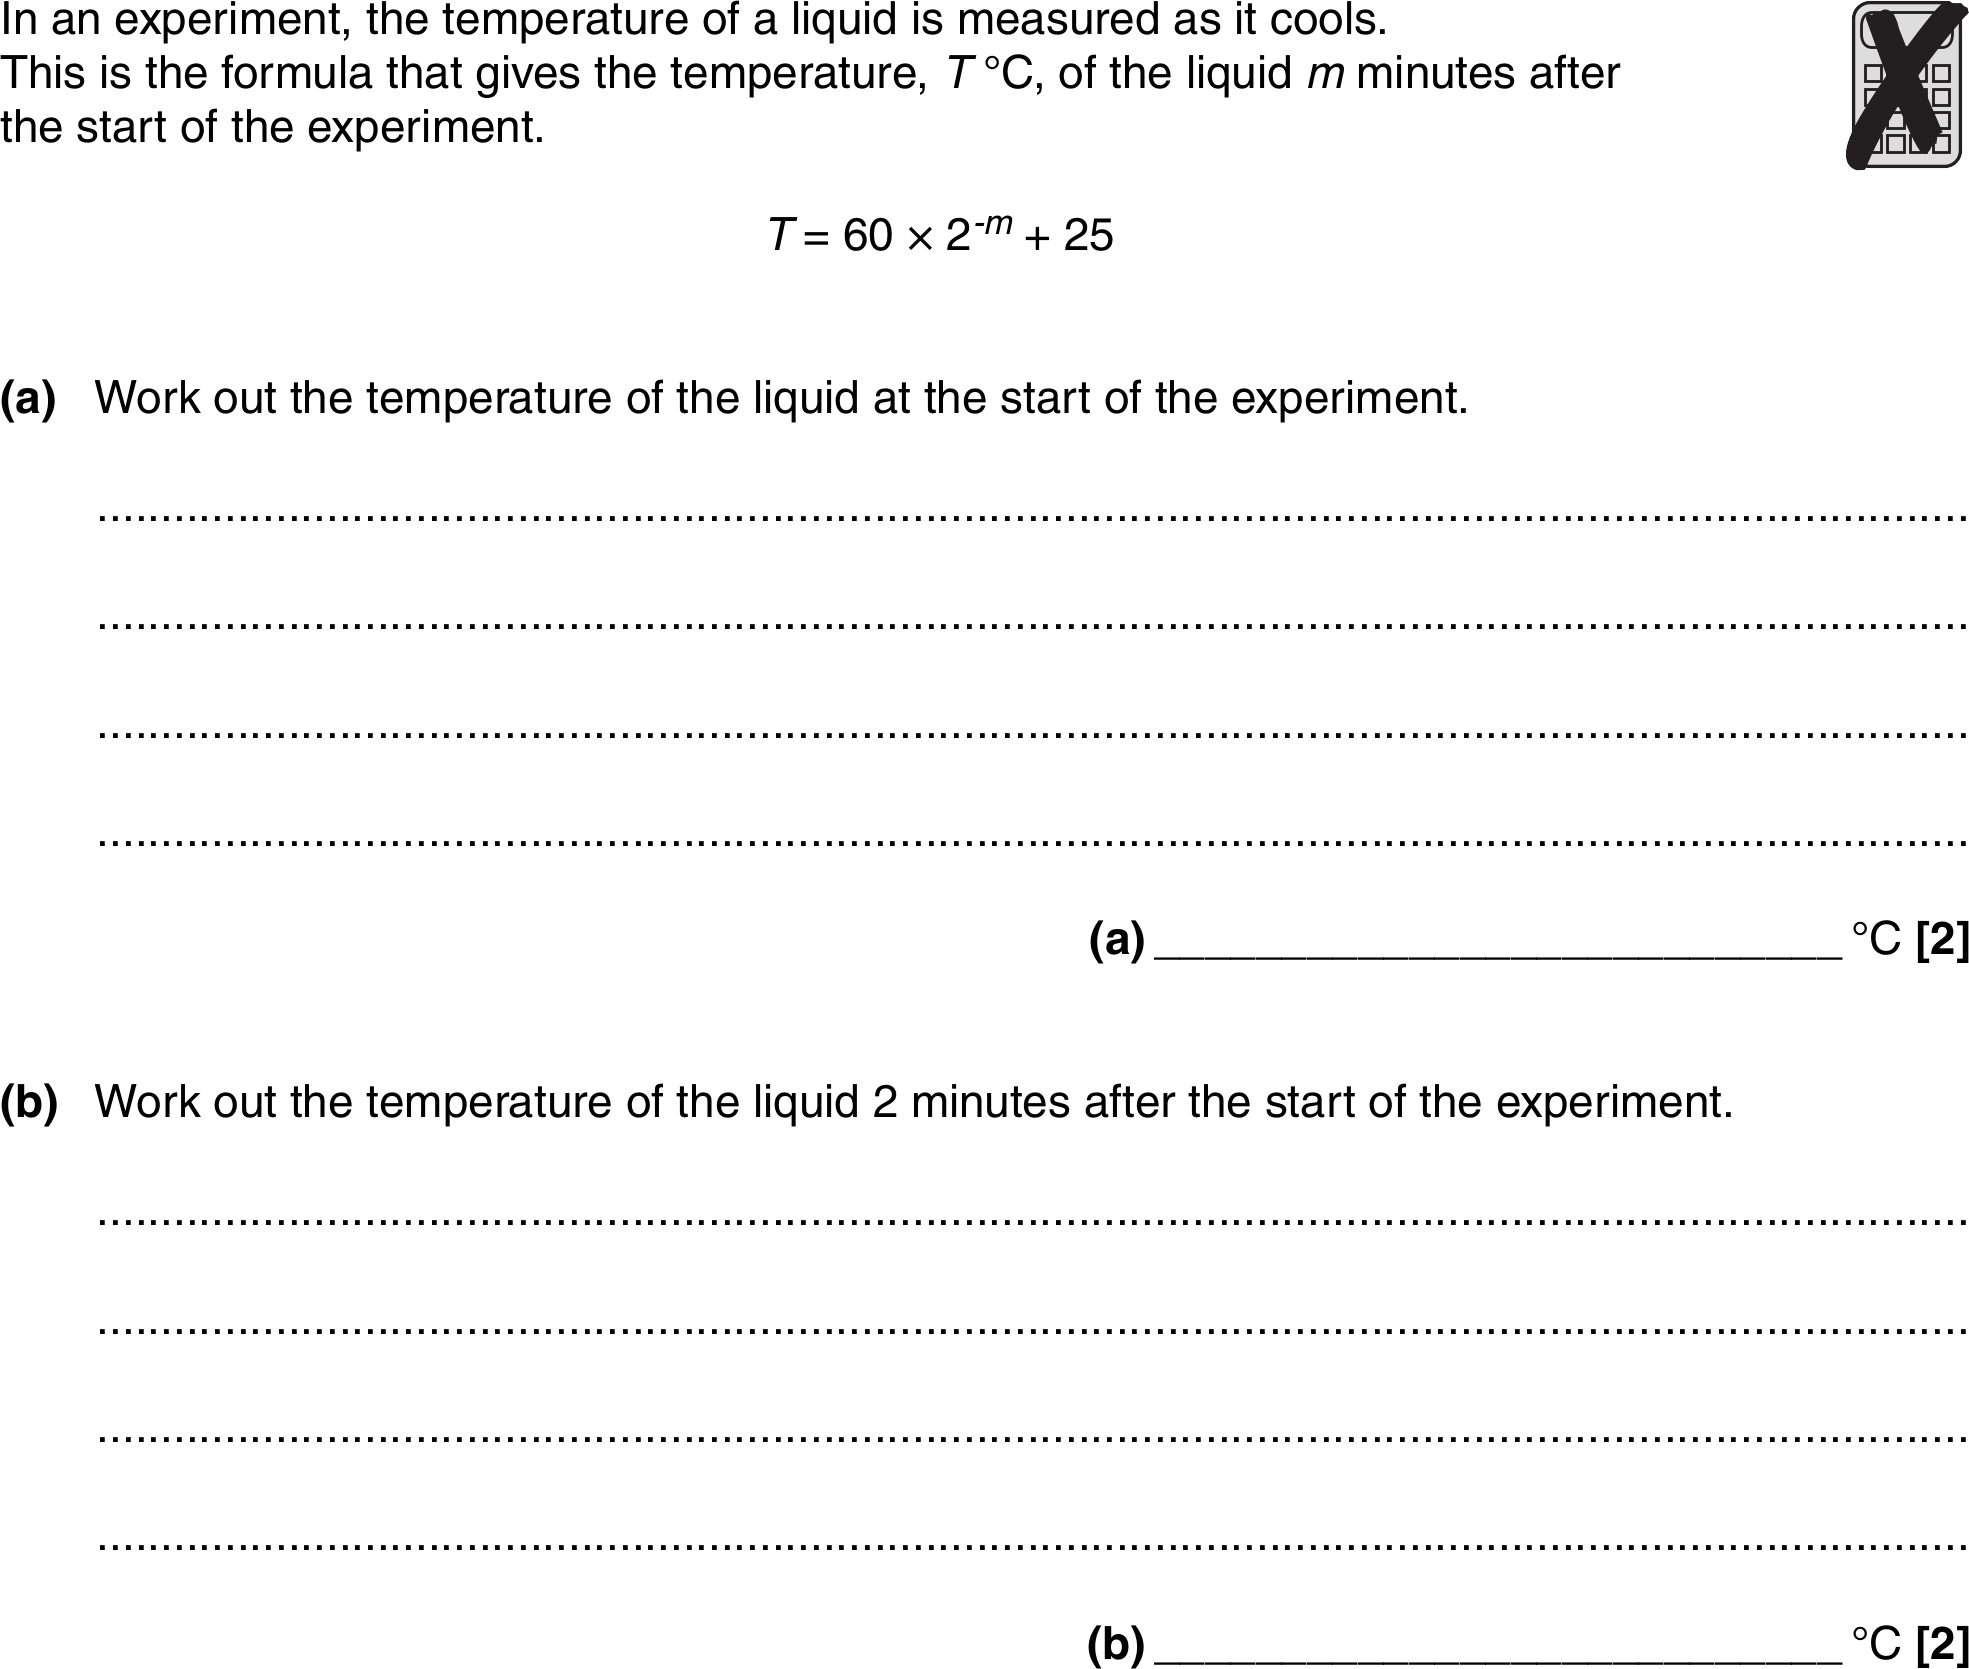 In an experiment, the temperature of a liquid is measured as it cools.
This is the formula that gives the temperature, T °C, of the liquid m minutes after
the start of the experiment.
T = 60 × 2^-m + 25
(a) Work out the temperature of the liquid at the start of the experiment.
(a) ____________________________ °C [2]
(b) Work out the temperature of the liquid 2 minutes after the start of the experiment.
(b) ____________________________ °C [2]